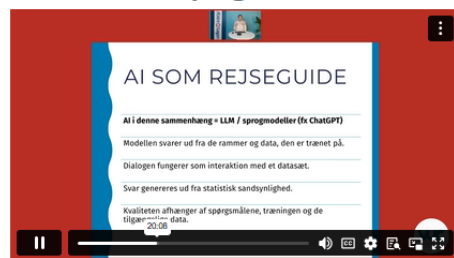 AI SOM REJSEGUIDE
AI i denne sammenhæng = LLM / sprogmodeller (fx ChatGPT)
Modellen svarer ud fra de rammer og data, den er trænet på.
Dialogen fungerer som interaktion med et datasæt.
Svar genereres ud fra statistisk sandsynlighed.
Kvaliteten afhænger af spørgsmålene, træningen og de
data.
20:08
CC